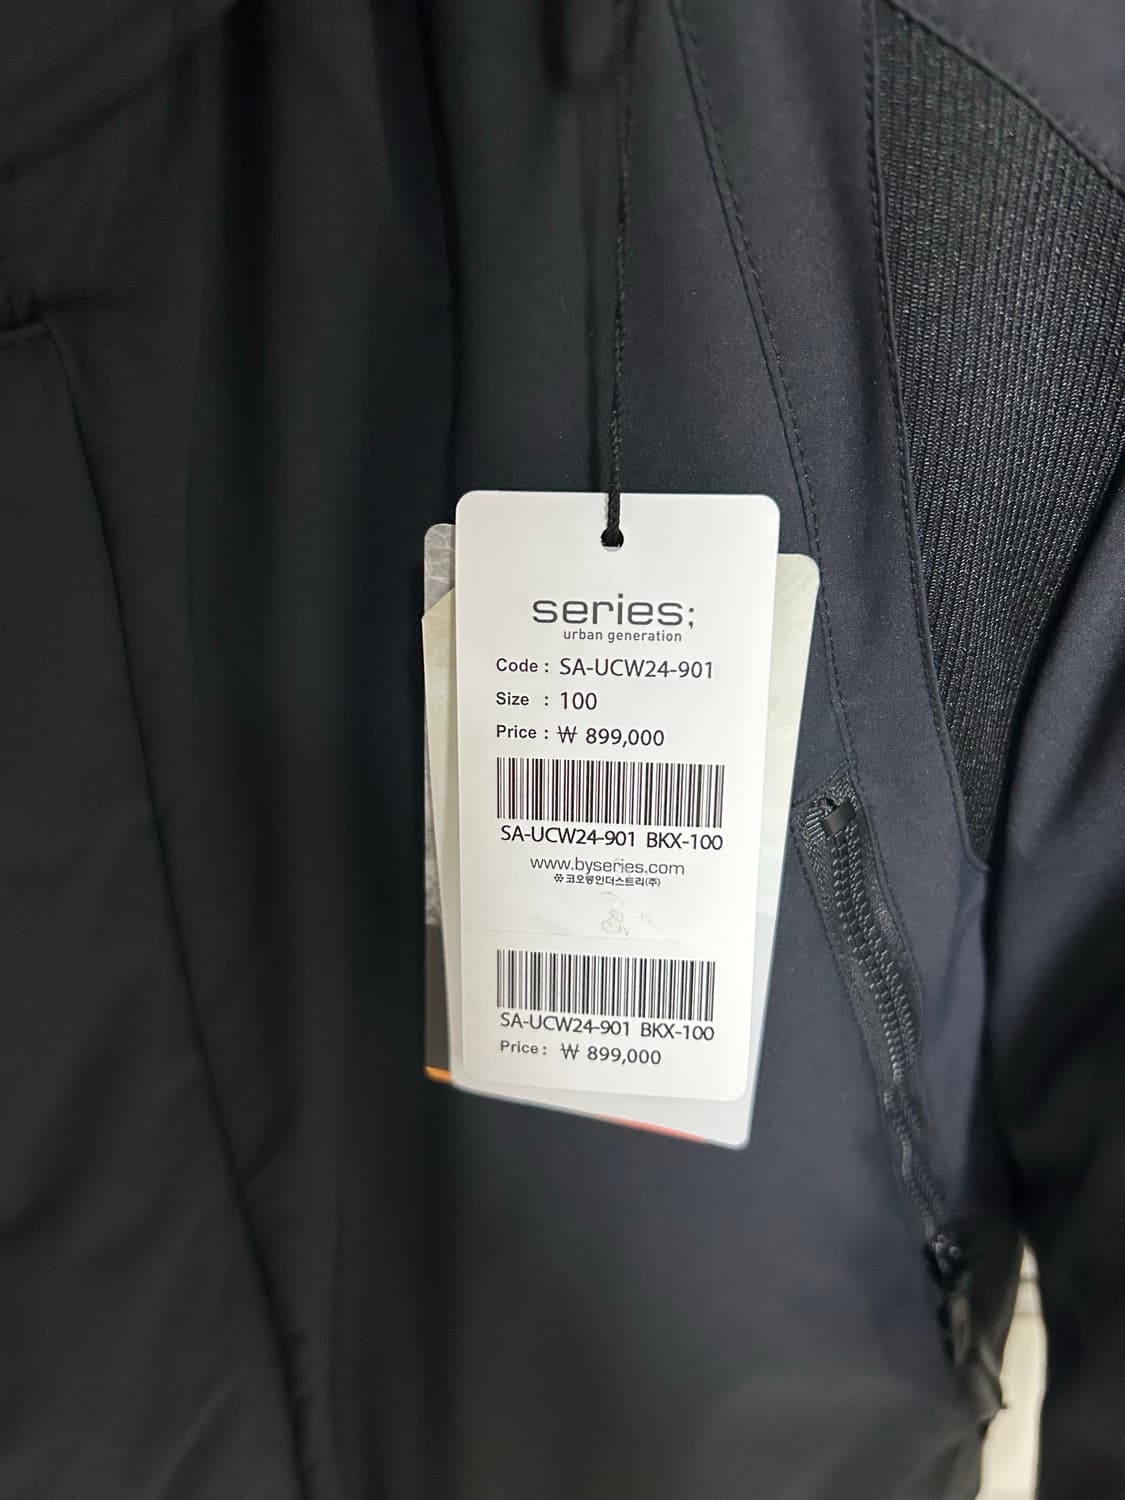 series;
urban generation
Code : SA-UCW24-901
Size : 100
Price : ₩ 899,000
SA-UCW24-901 BKX-100
www.byseries.com
코오롱인더스트리(주)
SA-UCW24-901 BKX-100
Price : ₩ 899,000